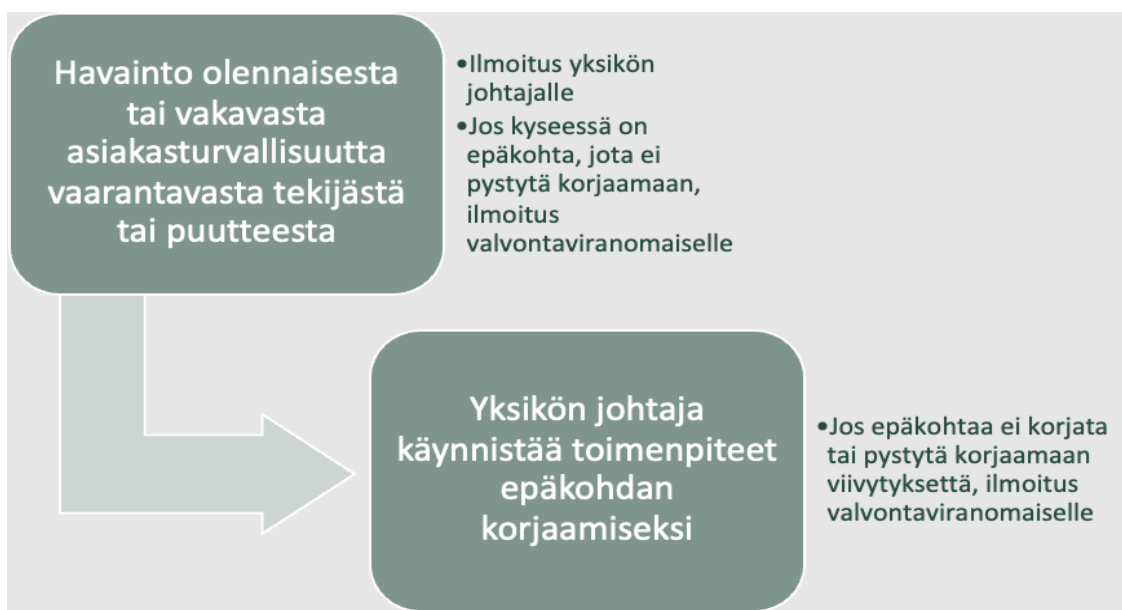 Havainto olennaisesta
tai vakavasta
asiakasturvallisuutta
vaarantavasta tekijästä
tai puutteesta
•Ilmoitus yksikön
johtajalle
•Jos kyseessä on
epäkohta, jota ei
pystytä korjaamaan,
ilmoitus
valvontaviranomaiselle
Yksikön johtaja
käynnistää toimenpiteet
epäkohdan
korjaamiseksi
•Jos epäkohtaa ei korjata
tai pystytä korjaamaan
viivytyksettä, ilmoitus
valvontaviranomaiselle